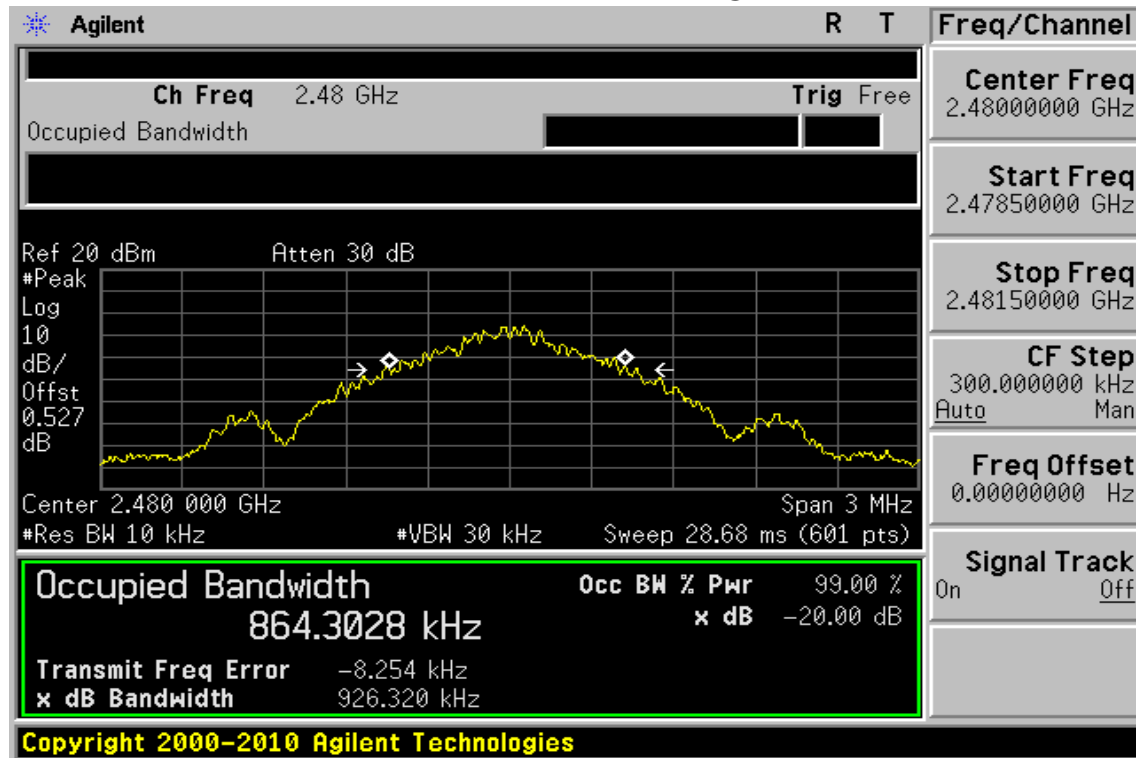 Agilent R T
Freq/Channel
Ch Freq 2.48 GHz Trig Free
Occupied Bandwidth
Center Freq
2.48000000 GHz
Start Freq
2.47850000 GHz
Stop Freq
2.48150000 GHz
CF Step
300.000000 kHz
Auto Man
Freq Offset
0.00000000 Hz
Signal Track
On Off
Ref 20 dBm Atten 30 dB
#Peak
Log
10
dB/
Offst
0.527
dB
Center 2.480 000 GHz Span 3 MHz
#Res BW 10 kHz #VBW 30 kHz Sweep 28.68 ms (601 pts)
Occupied Bandwidth Occ BW % Pwr 99.00 %
864.3028 kHz x dB -20.00 dB
Transmit Freq Error -8.254 kHz
x dB Bandwidth 926.320 kHz
Copyright 2000-2010 Agilent Technologies